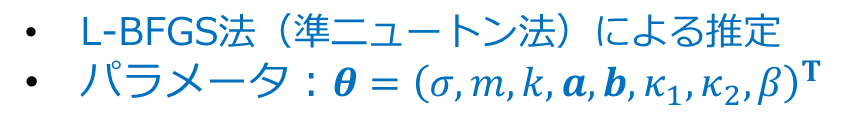 • L-BFGS法（準ニュートン法）による推定
• パラメータ：θ = (σ, m, k, a, b, κ₁, κ₂, β)ᵀ